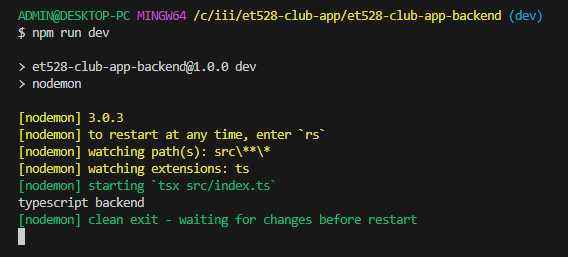 ADMIN@DESKTOP-PC MINGW64 /c/iii/et528-club-app/et528-club-app-backend (dev)
$ npm run dev
> et528-club-app-backend@1.0.0 dev
> nodemon
[nodemon] 3.0.3
[nodemon] to restart at any time, enter `rs`
[nodemon] watching path(s): src\**\*
[nodemon] watching extensions: ts
[nodemon] starting `tsx src/index.ts`
typescript backend
[nodemon] clean exit - waiting for changes before restart